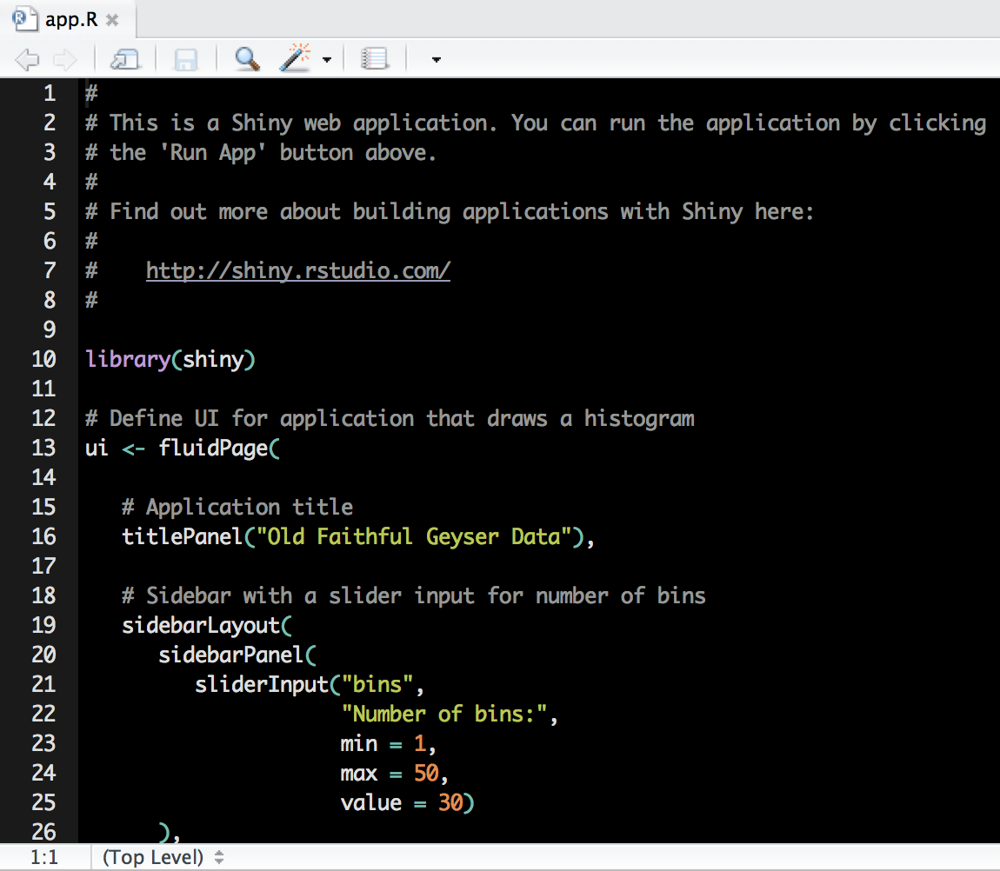 app.R
1 #
2 # This is a Shiny web application. You can run the application by clicking
3 # the 'Run App' button above.
4 #
5 # Find out more about building applications with Shiny here:
6 #
7 #    http://shiny.rstudio.com/
8 #
9
10 library(shiny)
11
12 # Define UI for application that draws a histogram
13 ui <- fluidPage(
14
15    # Application title
16    titlePanel("Old Faithful Geyser Data"),
17
18    # Sidebar with a slider input for number of bins
19    sidebarLayout(
20       sidebarPanel(
21          sliderInput("bins",
22                      "Number of bins:",
23                      min = 1,
24                      max = 50,
25                      value = 30)
26       ),
1:1 (Top Level)